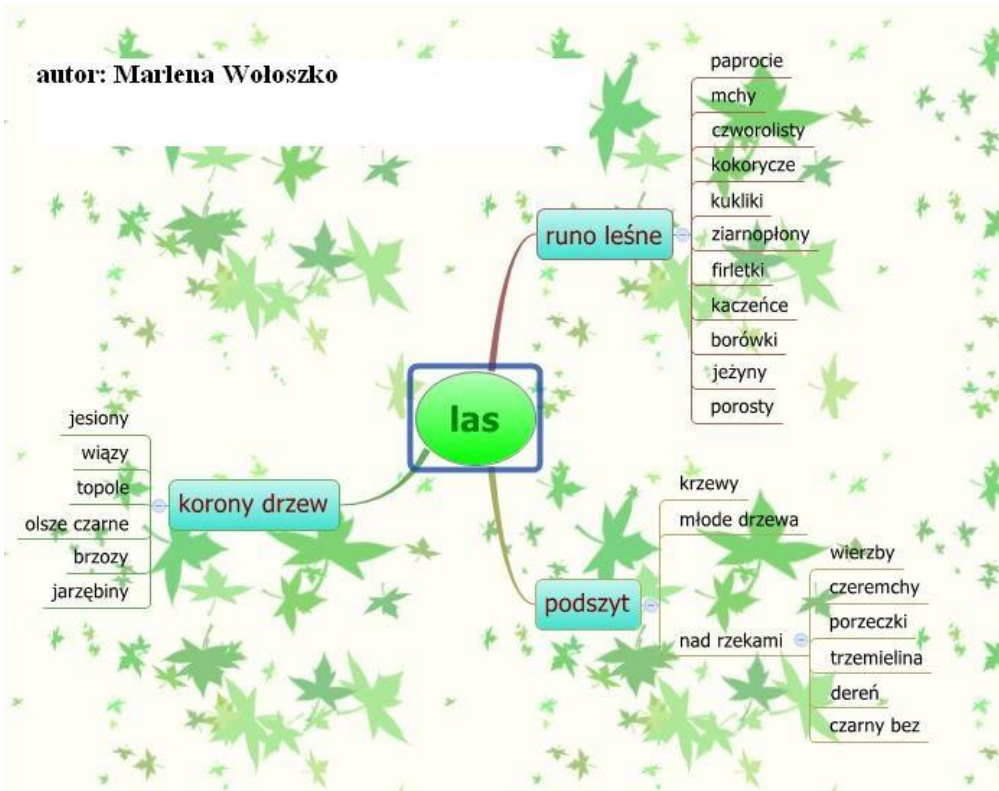 autor: Marlena Wołoszko
paprocie
mchy
czworolisty
kokorycze
kukliki
ziarnopłony
firletki
kaczeńce
borówki
jeżyny
porosty
runo leśne
las
jesiony
wiązy
topole
olsze czarne
brzozy
jarzębiny
korony drzew
podszyt
krzewy
młode drzewa
nad rzekami
wierzby
czeremchy
porzeczki
trzemielina
dereń
czarny bez